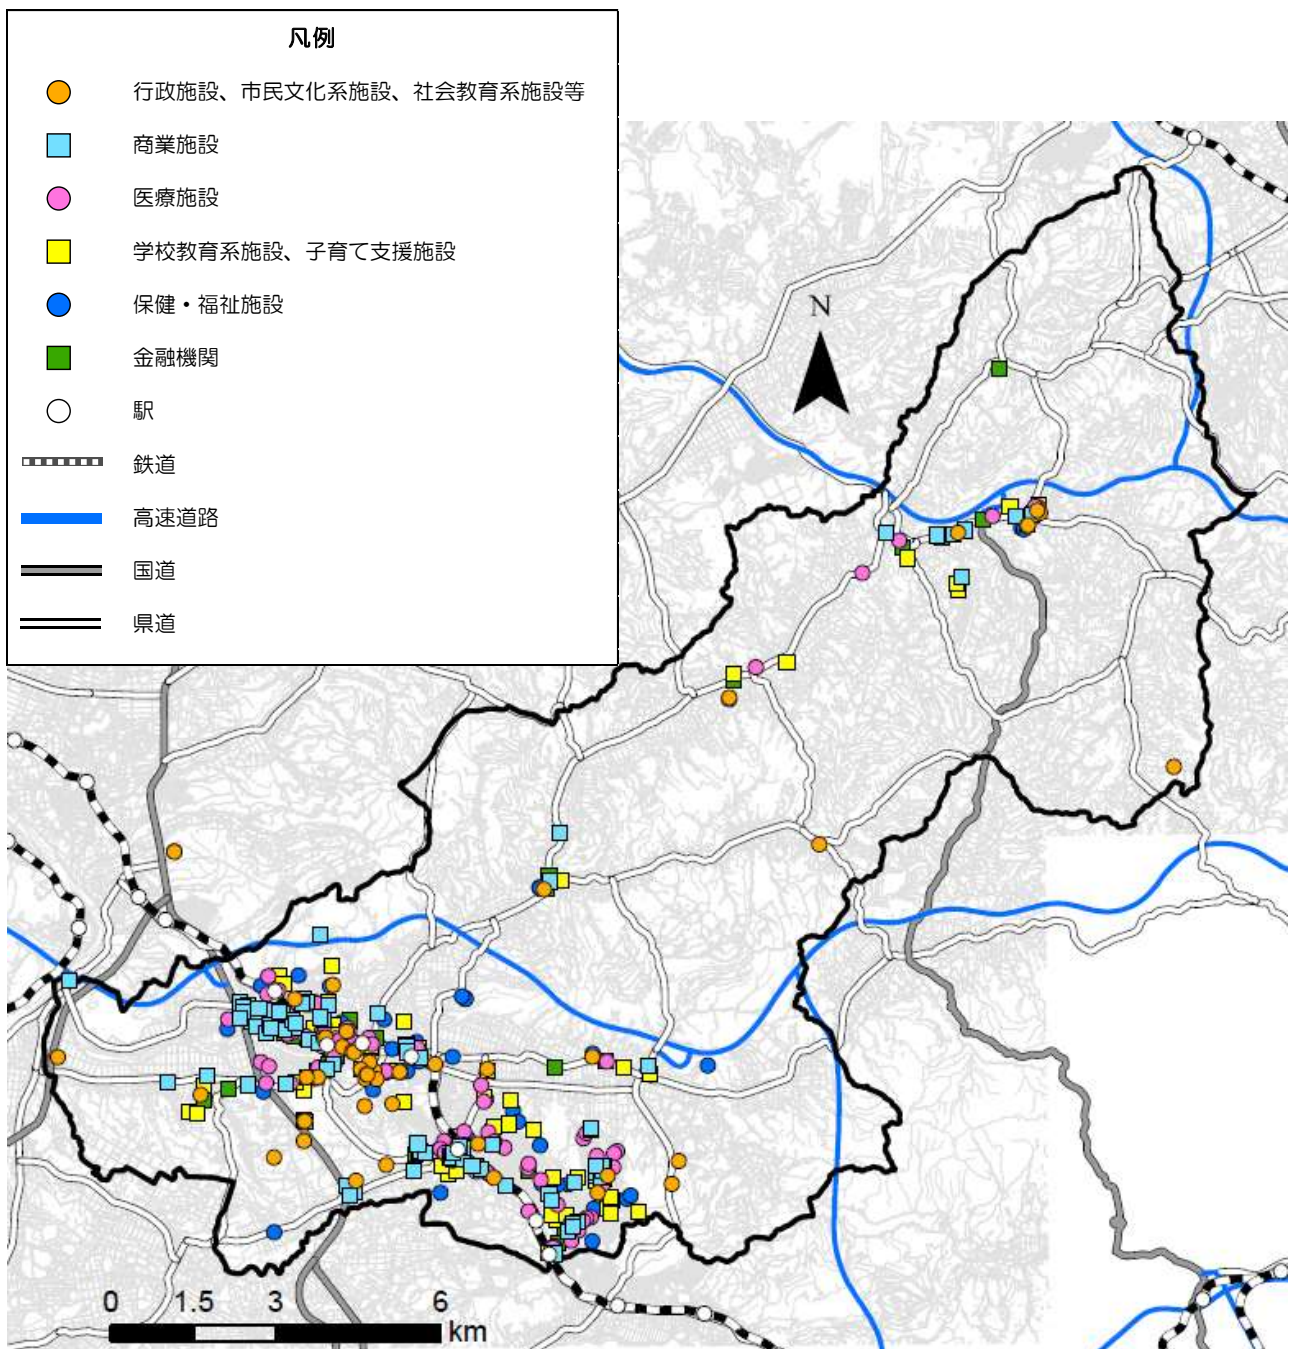 凡例
行政施設、市民文化系施設、社会教育系施設等
商業施設
医療施設
学校教育系施設、子育て支援施設
保健・福祉施設
金融機関
駅
鉄道
高速道路
国道
県道
N
0 1.5 3 6
km